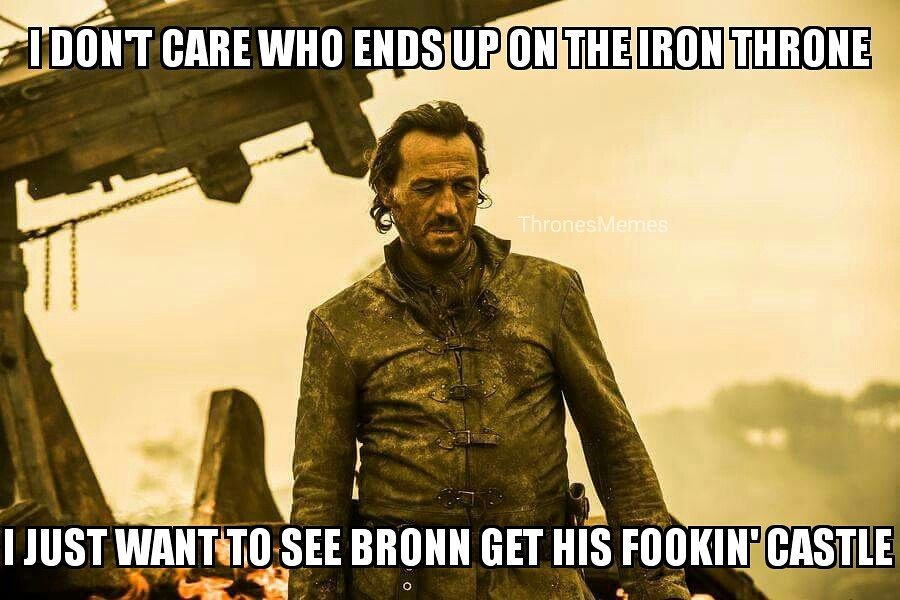 I DON'T CARE WHO ENDS UP ON THE IRON THRONE
ThronesMemes
I JUST WANT TO SEE BRONN GET HIS FOOKIN' CASTLE